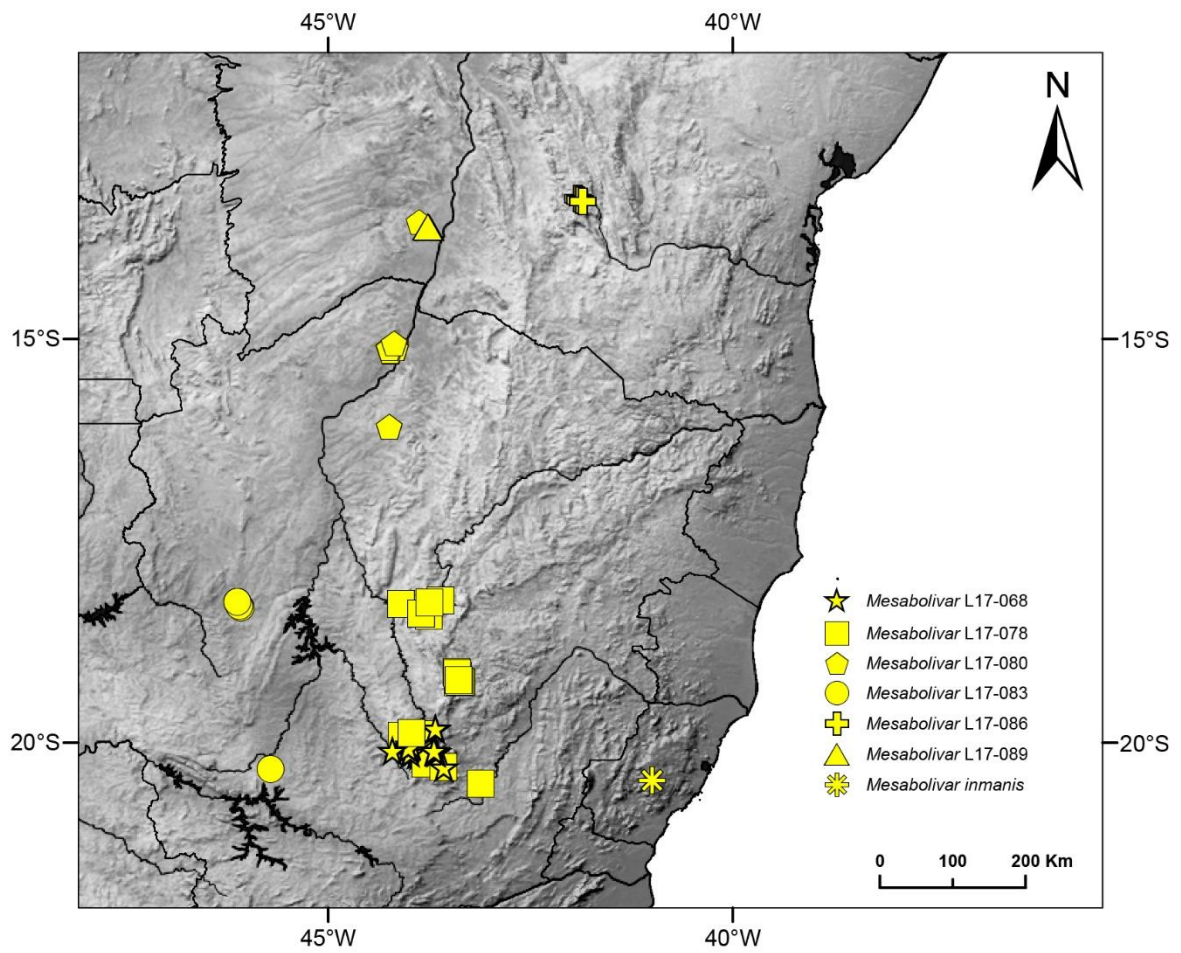 45°W 40°W
N
15°S 15°S
Mesabolivar L17-068
Mesabolivar L17-078
Mesabolivar L17-080
Mesabolivar L17-083
Mesabolivar L17-086
20°S 20°S
Mesabolivar L17-089
Mesabolivar inmanis
0 100 200 Km
45°W 40°W